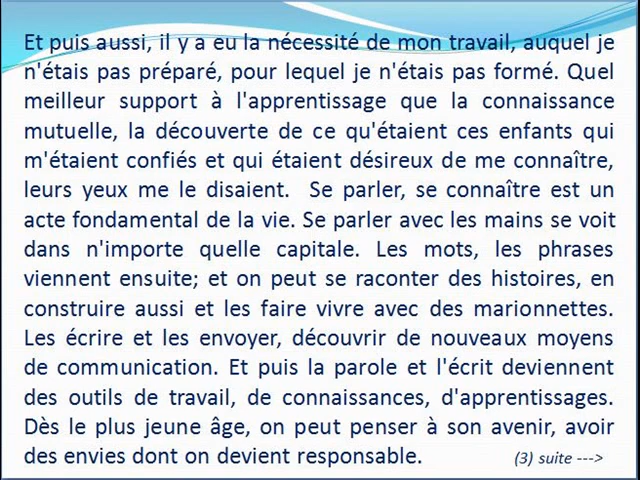 Et puis aussi, il y a eu la nécessité de mon travail, auquel je
n'étais pas préparé, pour lequel je n'étais pas formé. Quel
meilleur support à l'apprentissage que la connaissance
mutuelle, la découverte de ce qu'étaient ces enfants qui
m'étaient confiés et qui étaient désireux de me connaître,
leurs yeux me le disaient.  Se parler, se connaître est un
acte fondamental de la vie. Se parler avec les mains se voit
dans n'importe quelle capitale. Les mots, les phrases
viennent ensuite; et on peut se raconter des histoires, en
construire aussi et les faire vivre avec des marionnettes.
Les écrire et les envoyer, découvrir de nouveaux moyens
de communication. Et puis la parole et l'écrit deviennent
des outils de travail, de connaissances, d'apprentissages.
Dès le plus jeune âge, on peut penser à son avenir, avoir
des envies dont on devient responsable. (3) suite --->